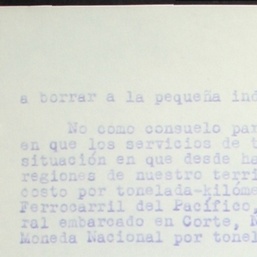 a borrar a la pequeña ind
No como consuelo par
en que los servicios de t
situación en que desde ha
regiones de nuestro terri
costo por tonelada-kilóme
Ferrocarril del Pacífico,
ral embarcado en Corte, N
Moneda Nacional por tonel